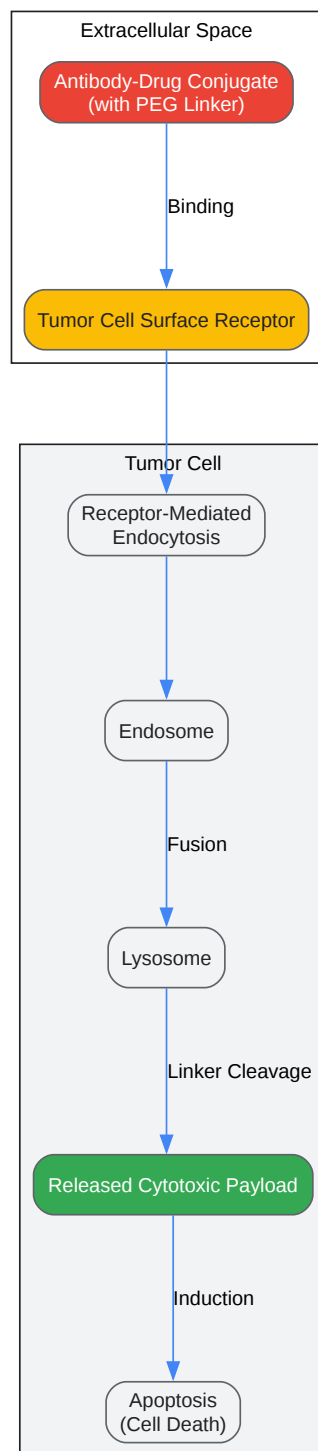 Extracellular Space
Antibody-Drug Conjugate
(with PEG Linker)
Binding
Tumor Cell Surface Receptor
Tumor Cell
Receptor-Mediated
Endocytosis
Endosome
Fusion
Lysosome
Linker Cleavage
Released Cytotoxic Payload
Induction
Apoptosis
(Cell Death)